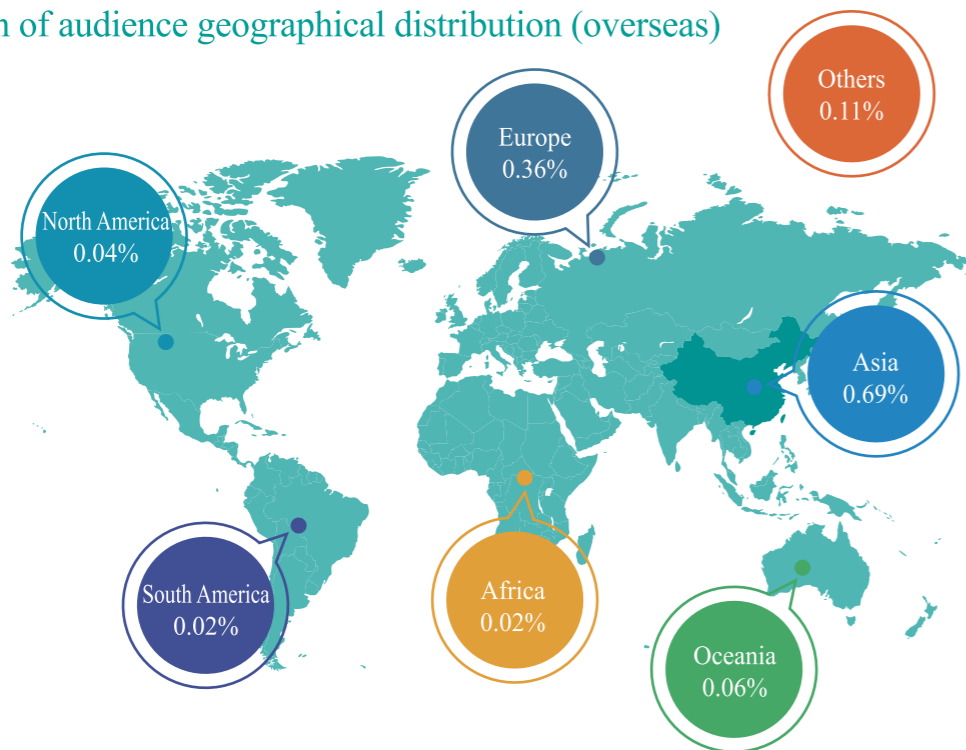 of audience geographical distribution (overseas)
Others
0.11%
Europe
0.36%
North America
0.04%
Asia
0.69%
South America
0.02%
Africa
0.02%
Oceania
0.06%